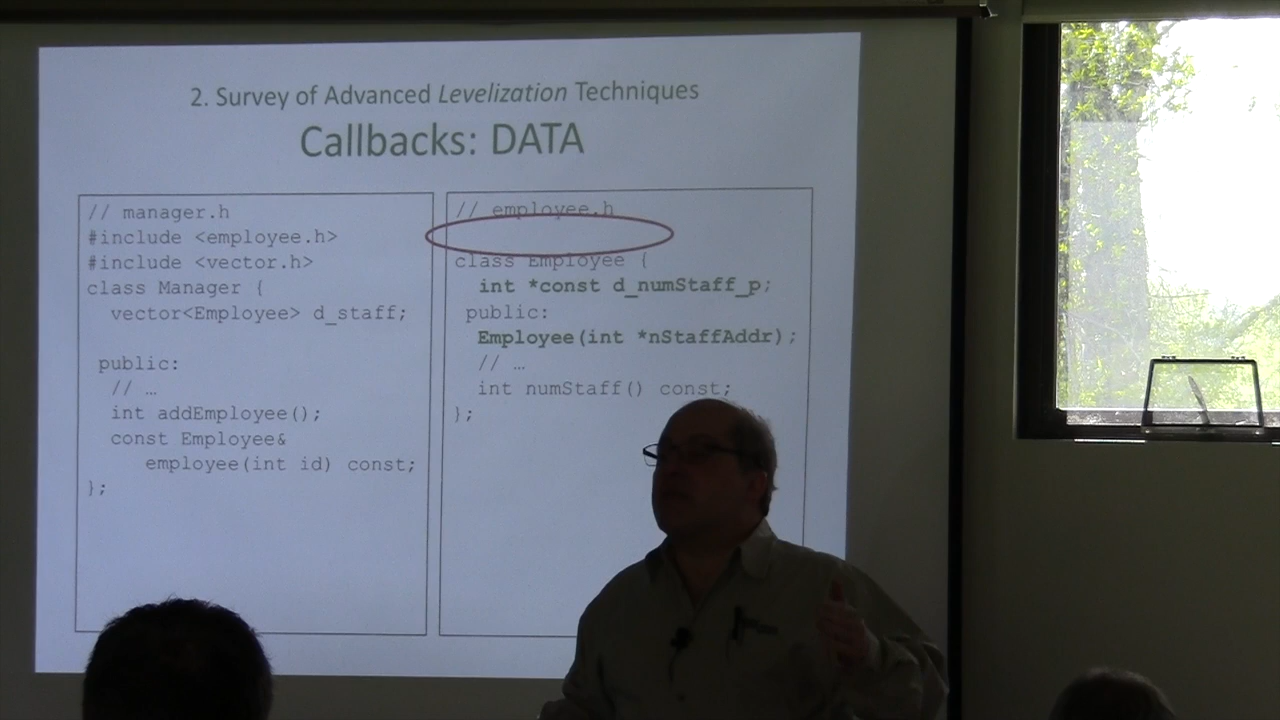 2. Survey of Advanced Levelization Techniques
Callbacks: DATA
// manager.h
#include <employee.h>
#include <vector.h>
class Manager {
vector<Employee> d_staff;
public:
// …
int addEmployee();
const Employee&
employee(int id) const;
};
// employee.h
class Employee {
int *const d_numStaff_p;
public:
Employee(int *nStaffAddr);
// …
int numStaff() const;
};